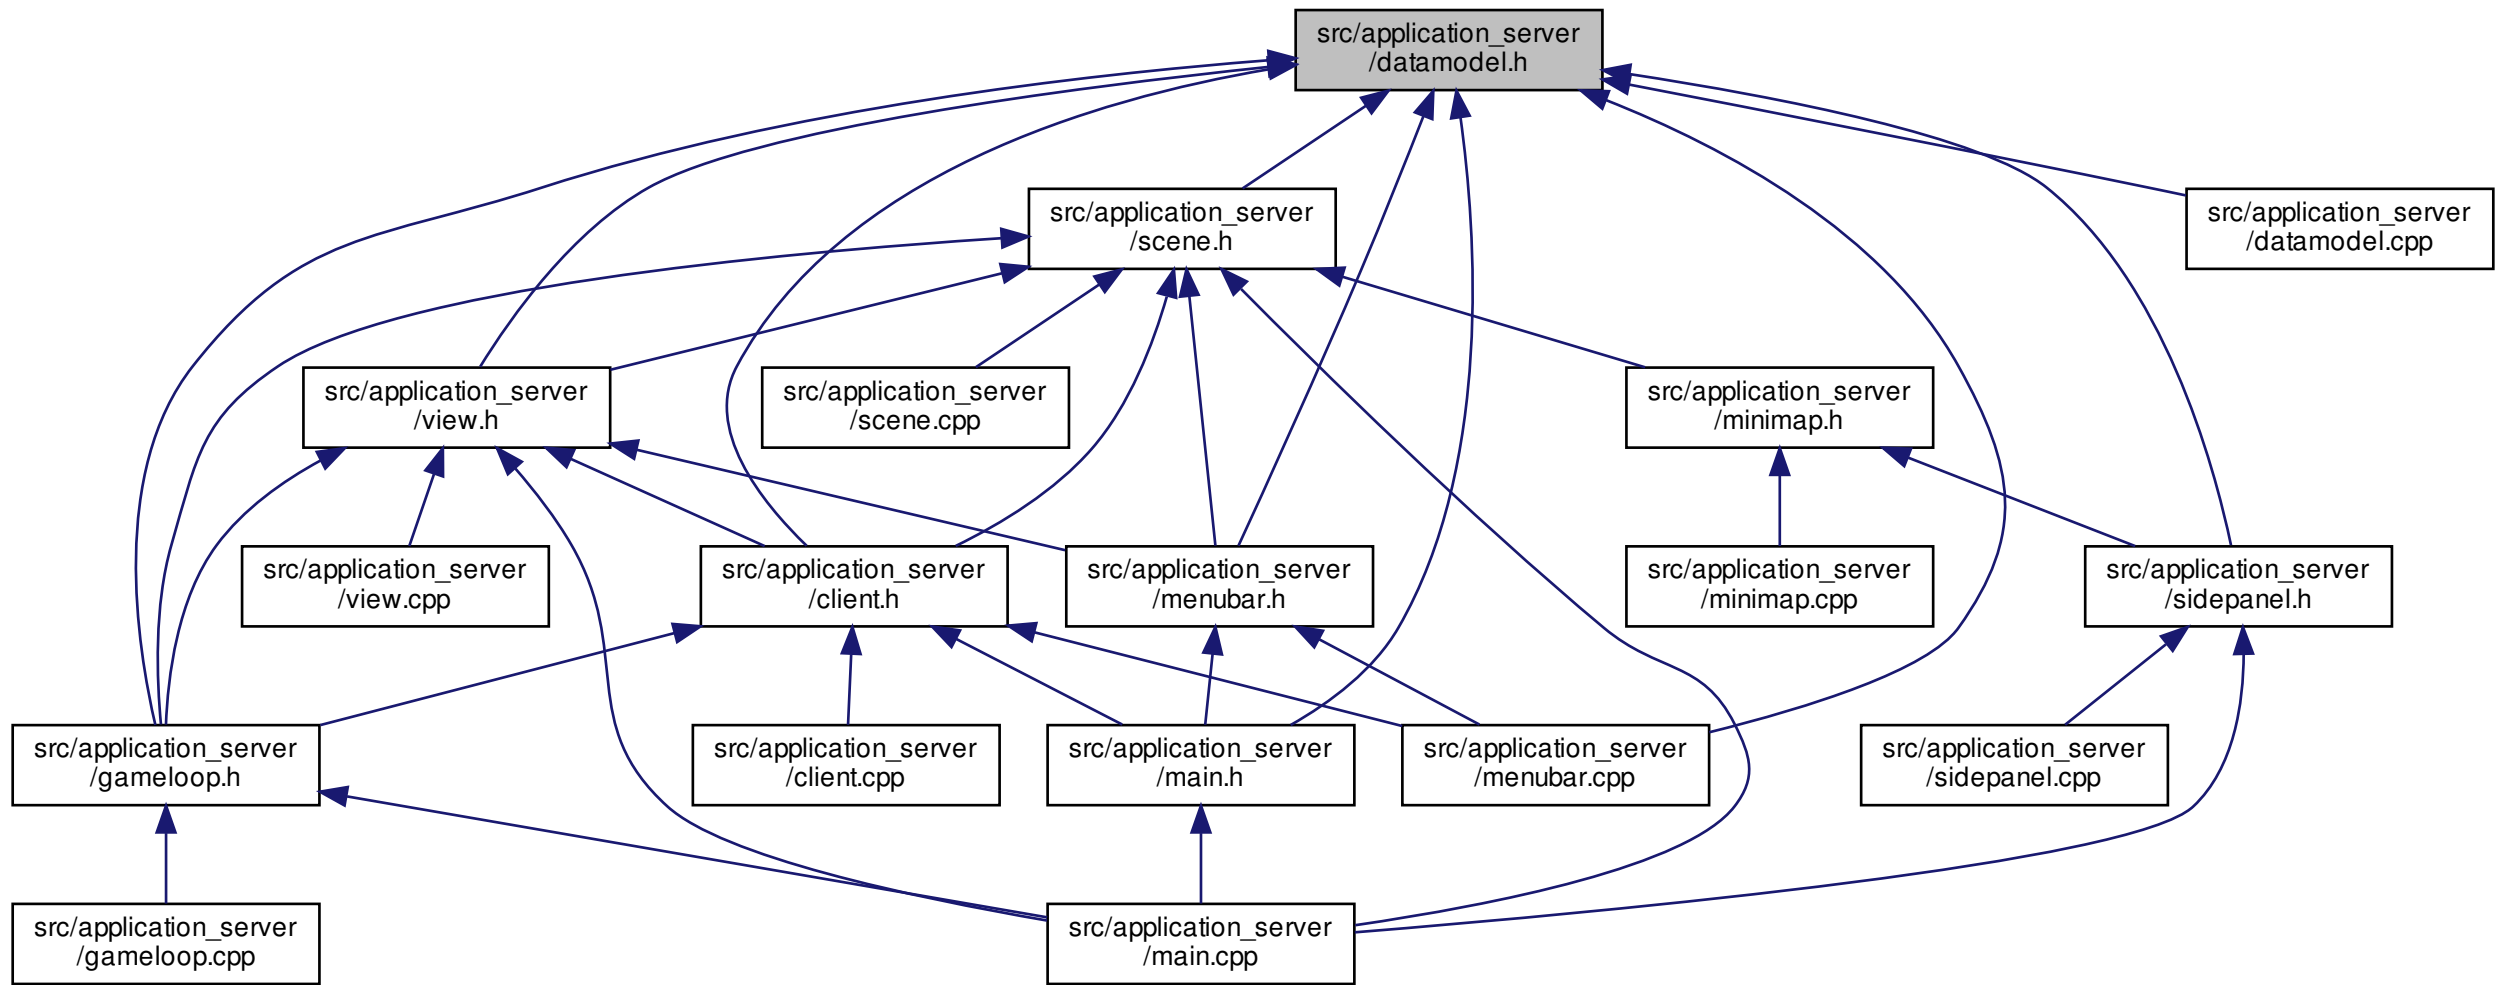 src/application_server
/datamodel.h
src/application_server
/scene.h
src/application_server
/datamodel.cpp
src/application_server
/view.h
src/application_server
/scene.cpp
src/application_server
/minimap.h
src/application_server
/view.cpp
src/application_server
/client.h
src/application_server
/menubar.h
src/application_server
/minimap.cpp
src/application_server
/sidepanel.h
src/application_server
/gameloop.h
src/application_server
/client.cpp
src/application_server
/main.h
src/application_server
/menubar.cpp
src/application_server
/sidepanel.cpp
src/application_server
/gameloop.cpp
src/application_server
/main.cpp